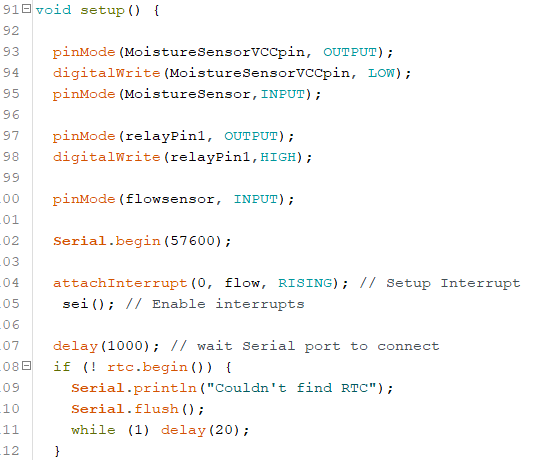 91 void setup() {
92
93 pinMode(MoistureSensorVCCpin, OUTPUT);
94 digitalWrite(MoistureSensorVCCpin, LOW);
95 pinMode(MoistureSensor,INPUT);
96
97 pinMode(relayPin1, OUTPUT);
98 digitalWrite(relayPin1,HIGH);
99
00 pinMode(flowsensor, INPUT);
01
02 Serial.begin(57600);
03
04 attachInterrupt(0, flow, RISING); // Setup Interrupt
05 sei(); // Enable interrupts
06
07 delay(1000); // wait Serial port to connect
08 if (! rtc.begin()) {
09 Serial.println("Couldn't find RTC");
10 Serial.flush();
11 while (1) delay(20);
12 }